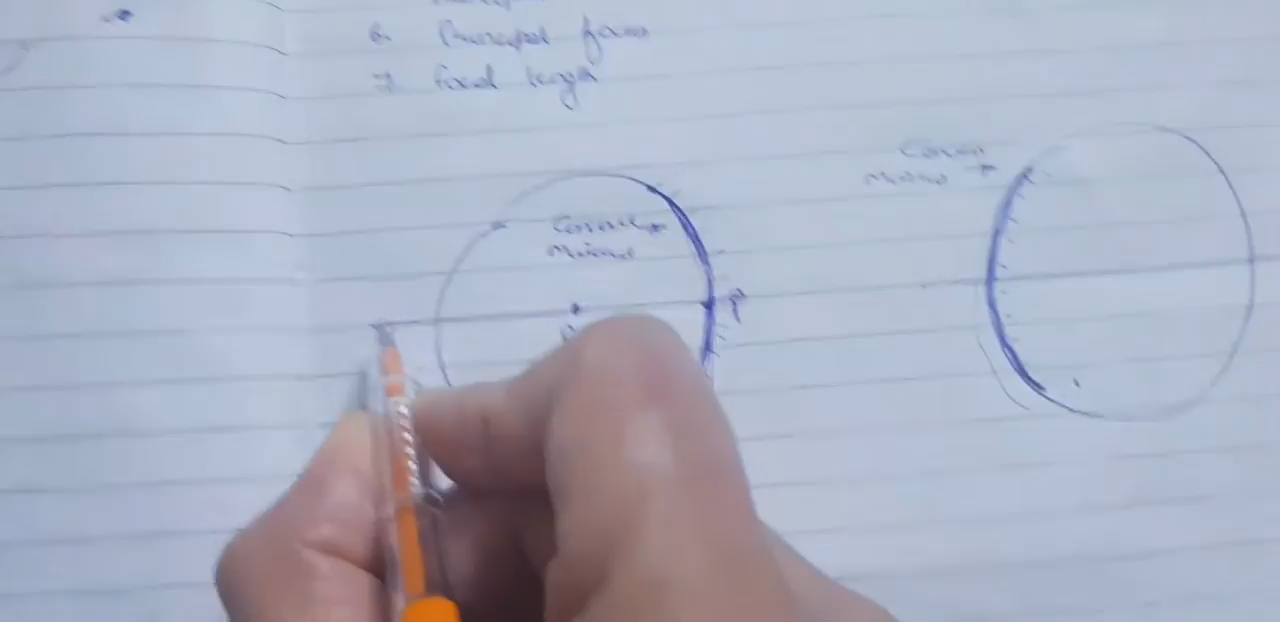 6. Principal focus
7. Focal length
Concave
Mirror
P
Convex
Mirror